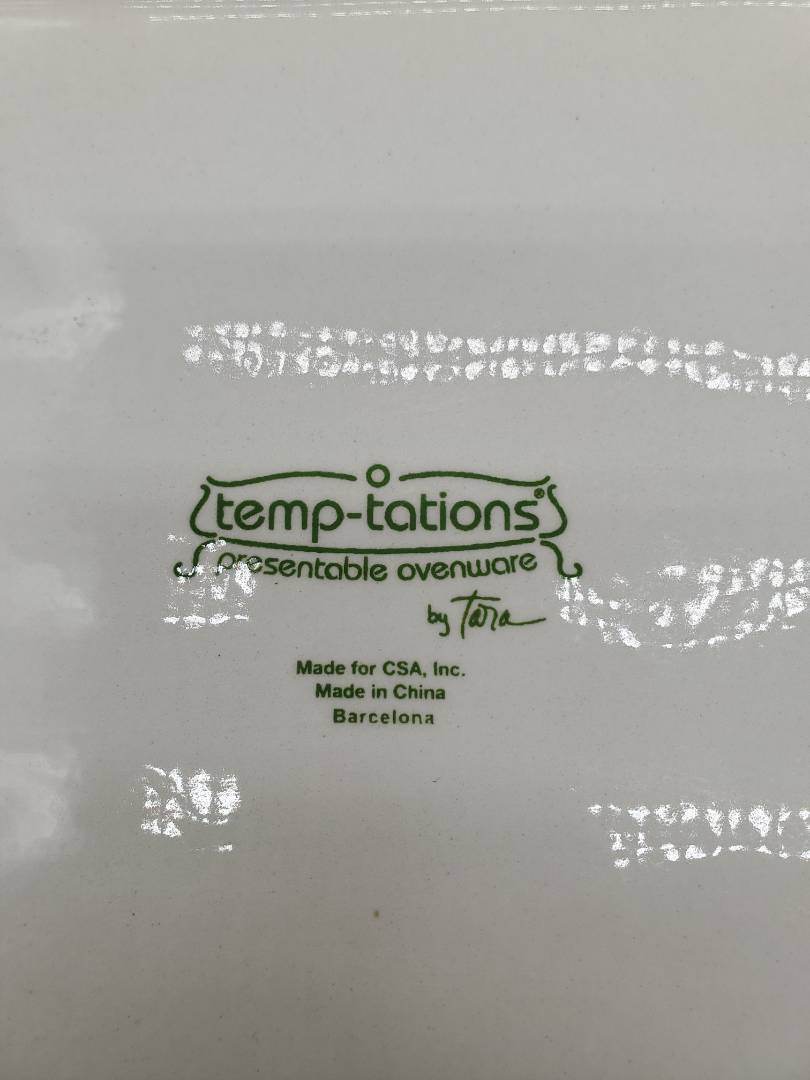 temp-tations®
presentable ovenware
by Tara
Made for CSA, Inc.
Made in China
Barcelona